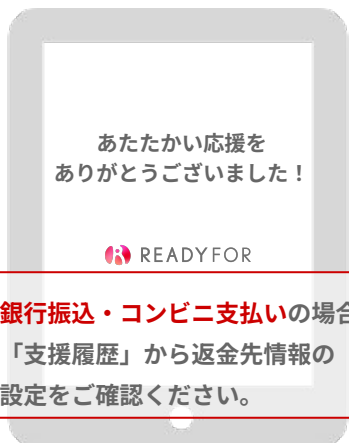 あたたかい応援を
ありがとうございました！
READYFOR
銀行振込・コンビニ支払いの場合
「支援履歴」から返金先情報の
設定をご確認ください。